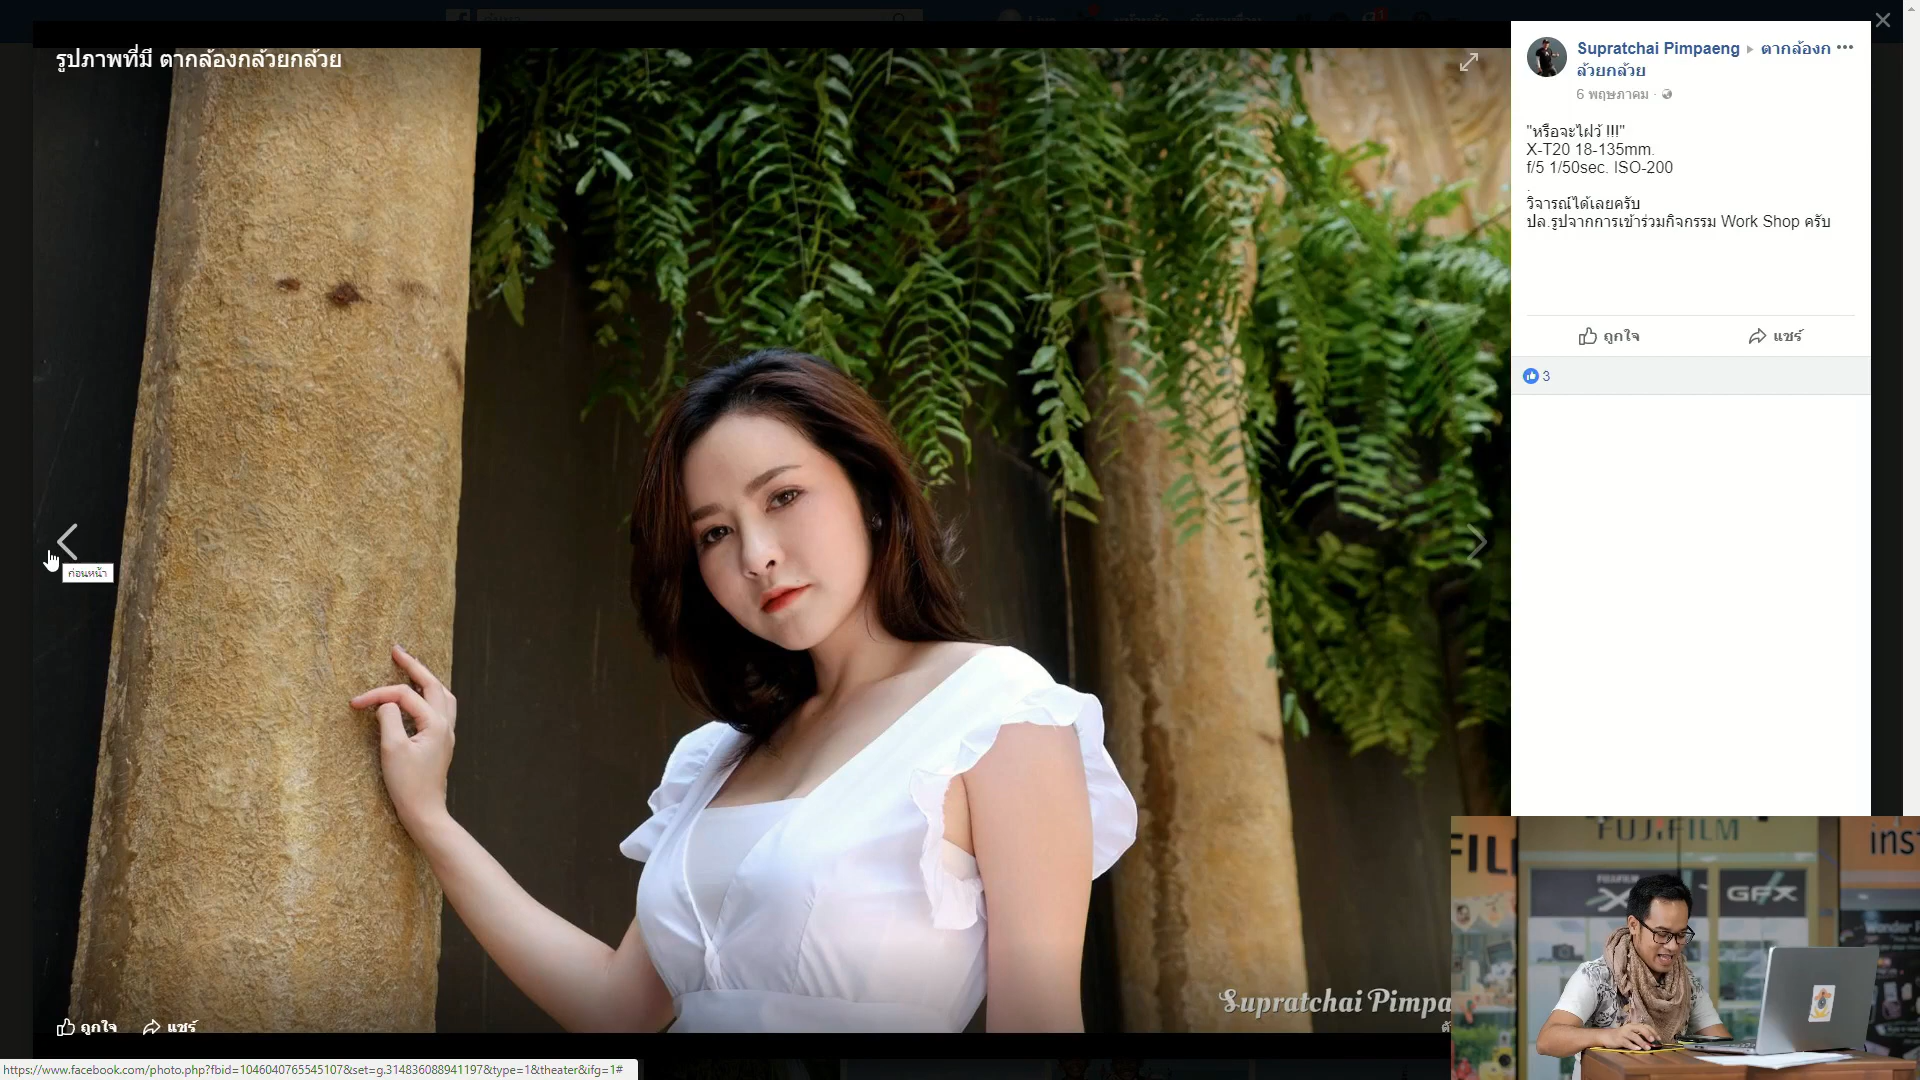 รูปภาพที่มี ตากล้องกล้วยกล้วย
Supratchai Pimpaeng ▸ ตากล้องก
ล้วยกล้วย
6 พฤษภาคม ·
"หรือจะไฝว้ !!!"
X-T20 18-135mm.
f/5 1/50sec. ISO-200
.
วิจารณ์ได้เลยครับ
ปล.รูปจากการเข้าร่วมกิจกรรม Work Shop ครับ
ถูกใจ แชร์
3
ก่อนหน้า
FUJIFILM
FIL
ins
GFX
Supratchai Pimpa
ถูกใจ แชร์
https://www.facebook.com/photo.php?fbid=1046040765545107&set=g.314836088941197&type=1&theater&ifg=1#